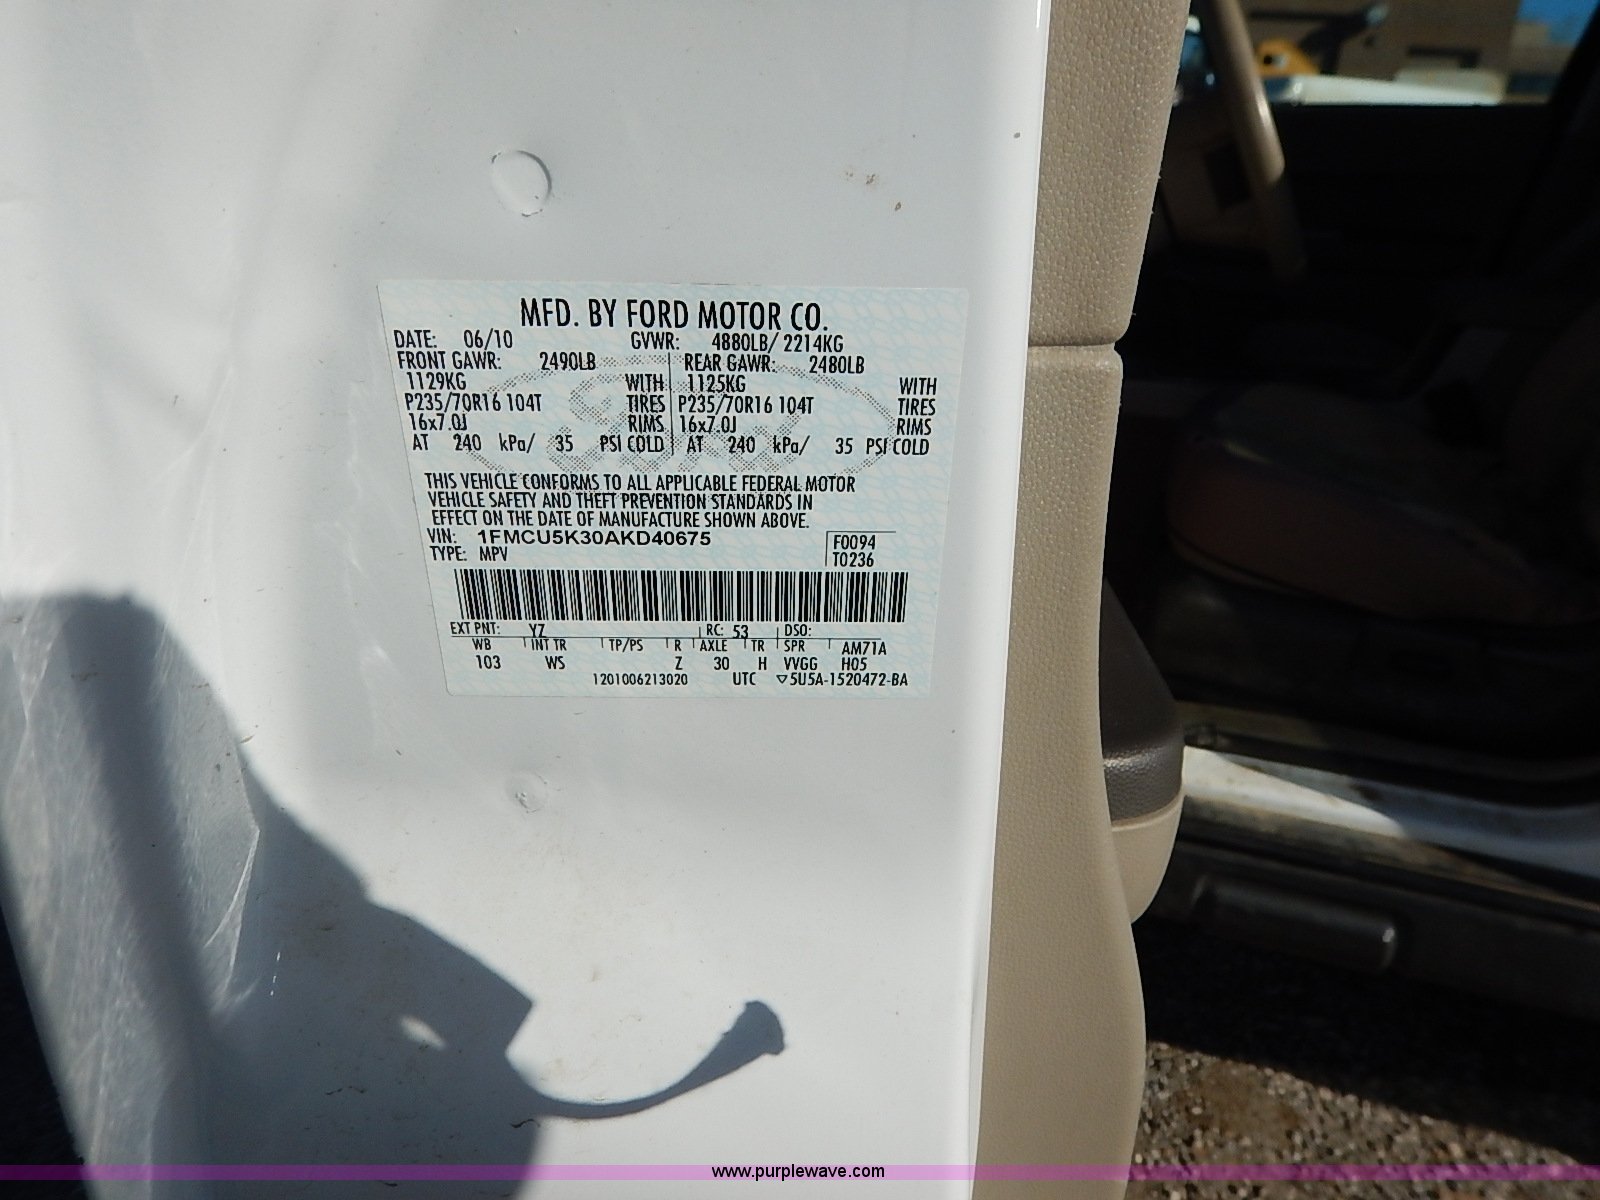 MFD. BY FORD MOTOR CO.
DATE: 06/10 GVWR: 4880LB/ 2214KG
FRONT GAWR: 2490LB REAR GAWR: 2480LB
1129KG WITH 1125KG WITH
P235/70R16 104T TIRES P235/70R16 104T TIRES
16x7.0J RIMS 16x7.0J RIMS
AT 240 kPa/ 35 PSI COLD AT 240 kPa/ 35 PSI COLD
THIS VEHICLE CONFORMS TO ALL APPLICABLE FEDERAL MOTOR
VEHICLE SAFETY AND THEFT PREVENTION STANDARDS IN
EFFECT ON THE DATE OF MANUFACTURE SHOWN ABOVE.
VIN: 1FMCU5K30AKD40675 F0094
TYPE: MPV T0236
EXT PNT: YZ RC: 53 DSO:
WB INT TR TP/PS R AXLE TR SPR AM71A
103 WS Z 30 H VVGG H05
1201006213020 UTC ▽5U5A-1520472-BA
www.purplewave.com